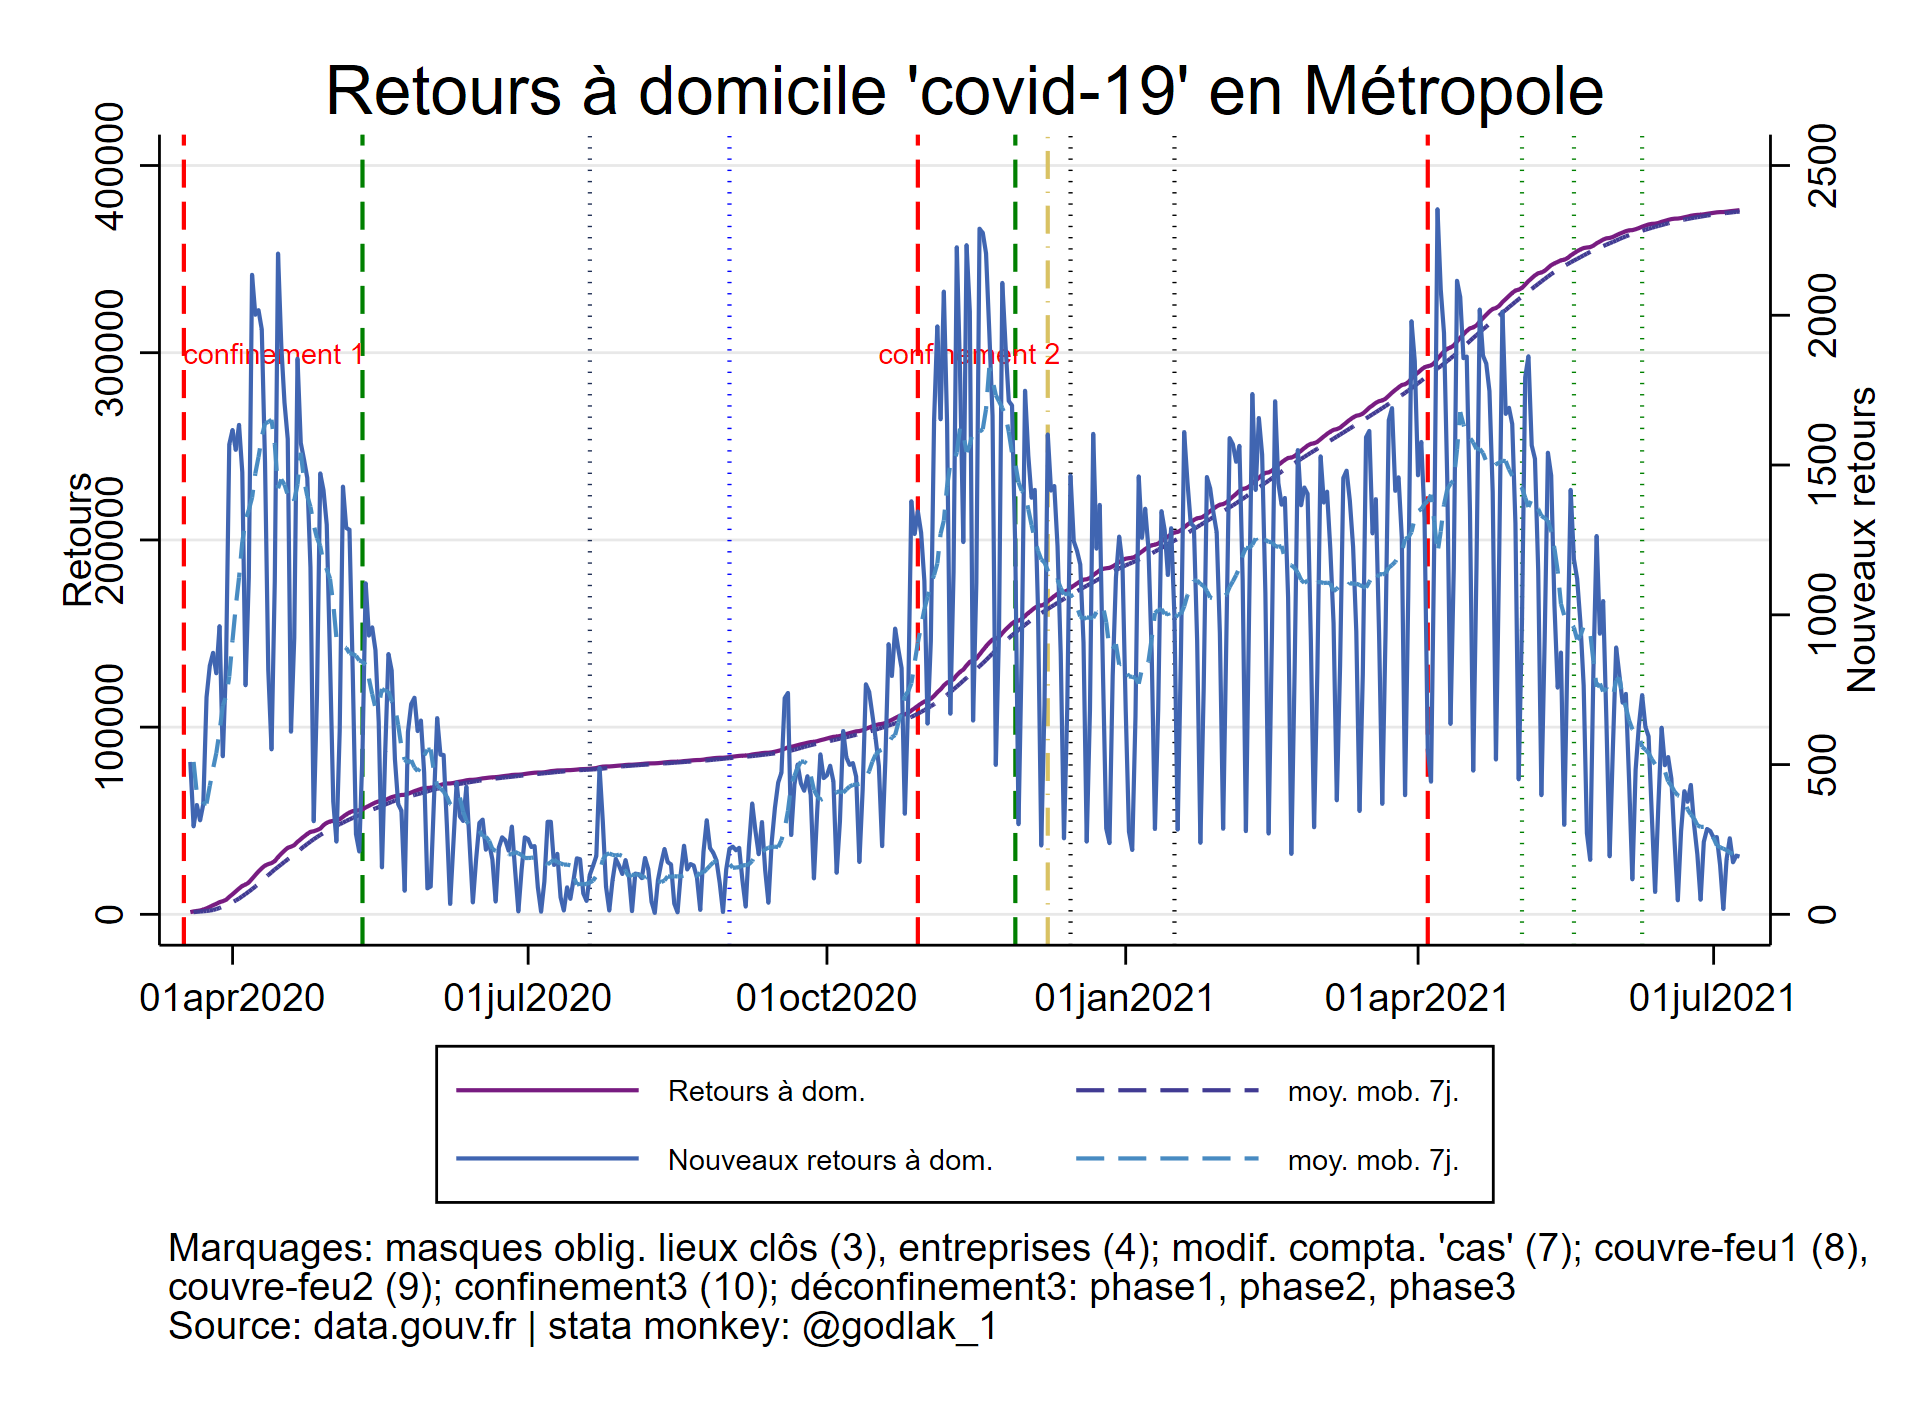 Retours à domicile 'covid-19' en Métropole
400000
300000
200000
100000
0
Retours
2500
2000
1500
1000
500
0
Nouveaux retours
confinement 1
confinement 2
01apr2020
01jul2020
01oct2020
01jan2021
01apr2021
01jul2021
Retours à dom.
moy. mob. 7j.
Nouveaux retours à dom.
moy. mob. 7j.
Marquages: masques oblig. lieux clôs (3), entreprises (4); modif. compta. 'cas' (7); couvre-feu1 (8),
couvre-feu2 (9); confinement3 (10); déconfinement3: phase1, phase2, phase3
Source: data.gouv.fr | stata monkey: @godlak_1